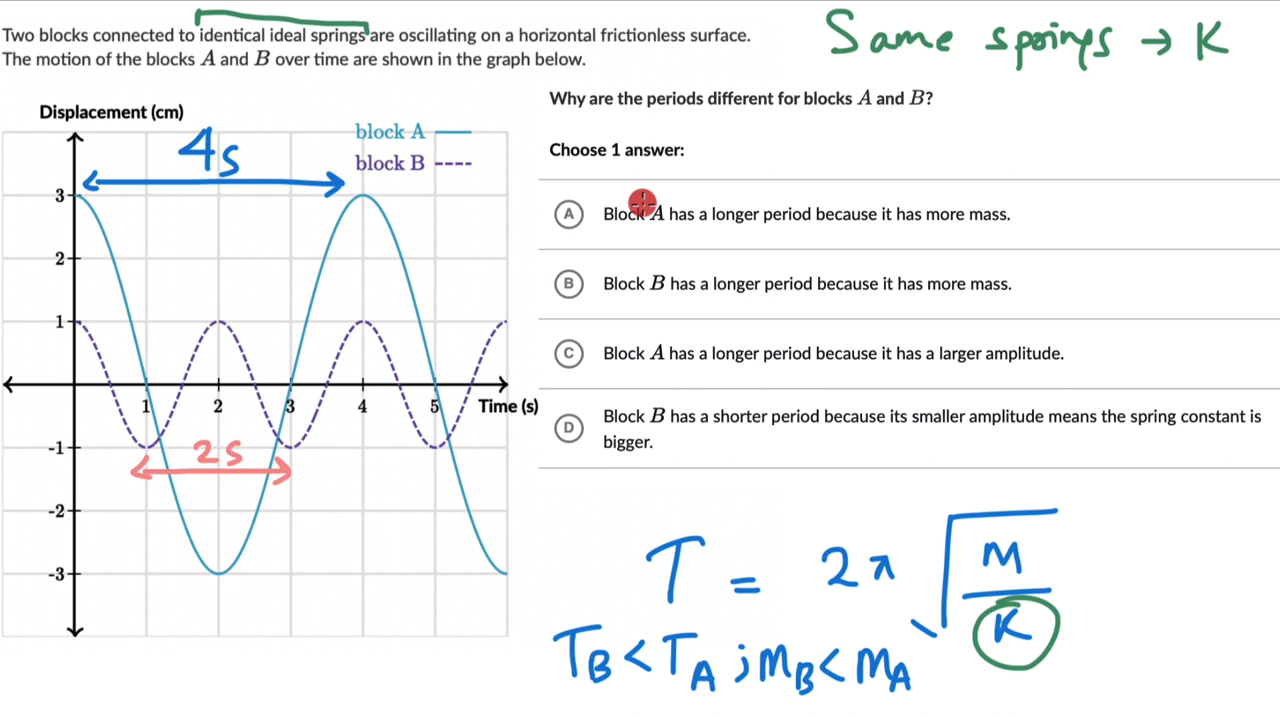 Two blocks connected to identical ideal springs are oscillating on a horizontal frictionless surface.
The motion of the blocks A and B over time are shown in the graph below.
Same springs → K
Displacement (cm)
4s
block A
block B
3
2
1
-1
-2
-3
1
2
3
4
5
Time (s)
2S
Why are the periods different for blocks A and B?
Choose 1 answer:
A Block A has a longer period because it has more mass.
B Block B has a longer period because it has more mass.
C Block A has a longer period because it has a larger amplitude.
D Block B has a shorter period because its smaller amplitude means the spring constant is
bigger.
T = 2π √(M/K)
T_B < T_A ; m_B < m_A